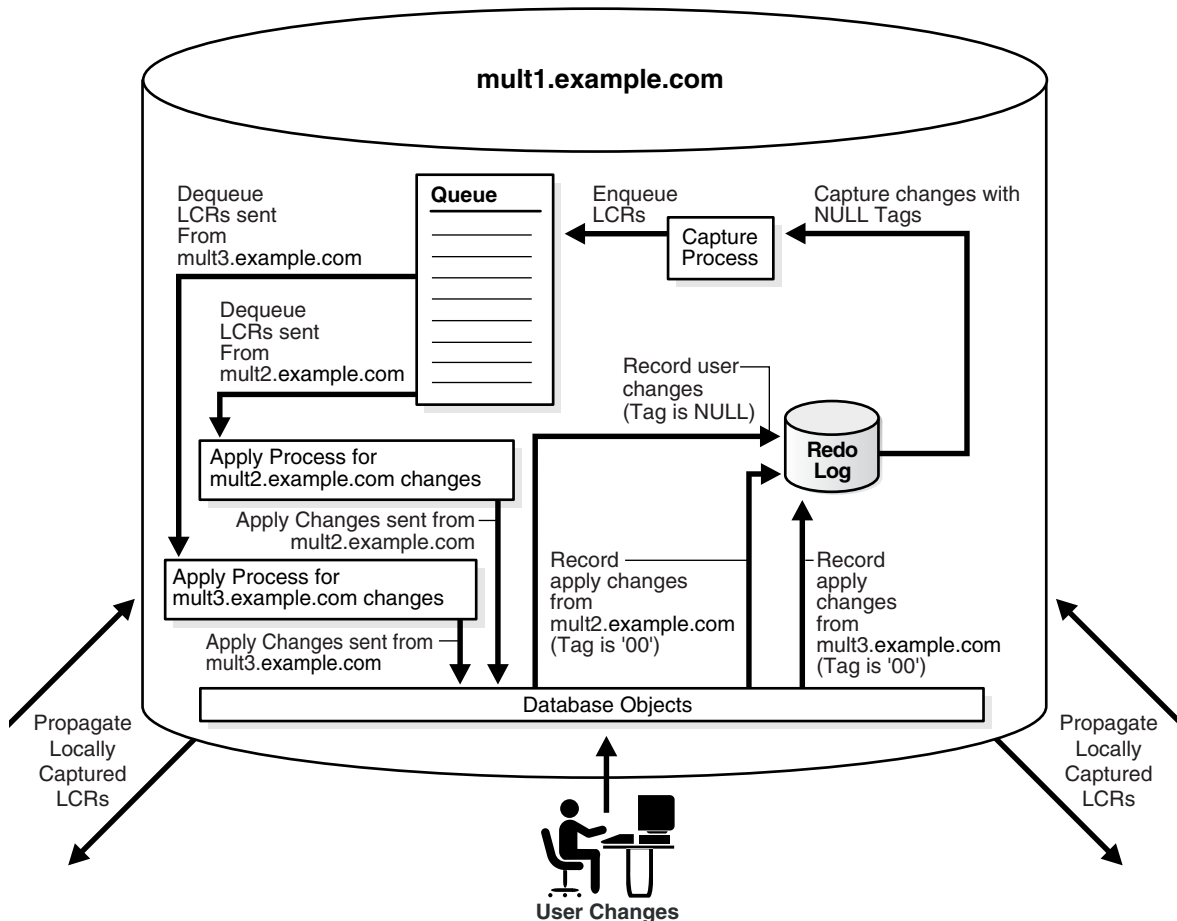 mult1.example.com
Dequeue
LCRs sent
From
mult3.example.com
Queue
Enqueue
LCRs
Capture
Process
Capture changes with
NULL Tags
Dequeue
LCRs sent
From
mult2.example.com
Record user
changes
(Tag is NULL)
Redo
Log
Apply Process for
mult2.example.com changes
Apply Changes sent from
mult2.example.com
Apply Process for
mult3.example.com changes
Apply Changes sent from
mult3.example.com
Record
apply changes
from
mult2.example.com
(Tag is '00')
Record
apply
changes
from
mult3.example.com
(Tag is '00')
Database Objects
Propagate
Locally
Captured
LCRs
Propagate
Locally
Captured
LCRs
User Changes